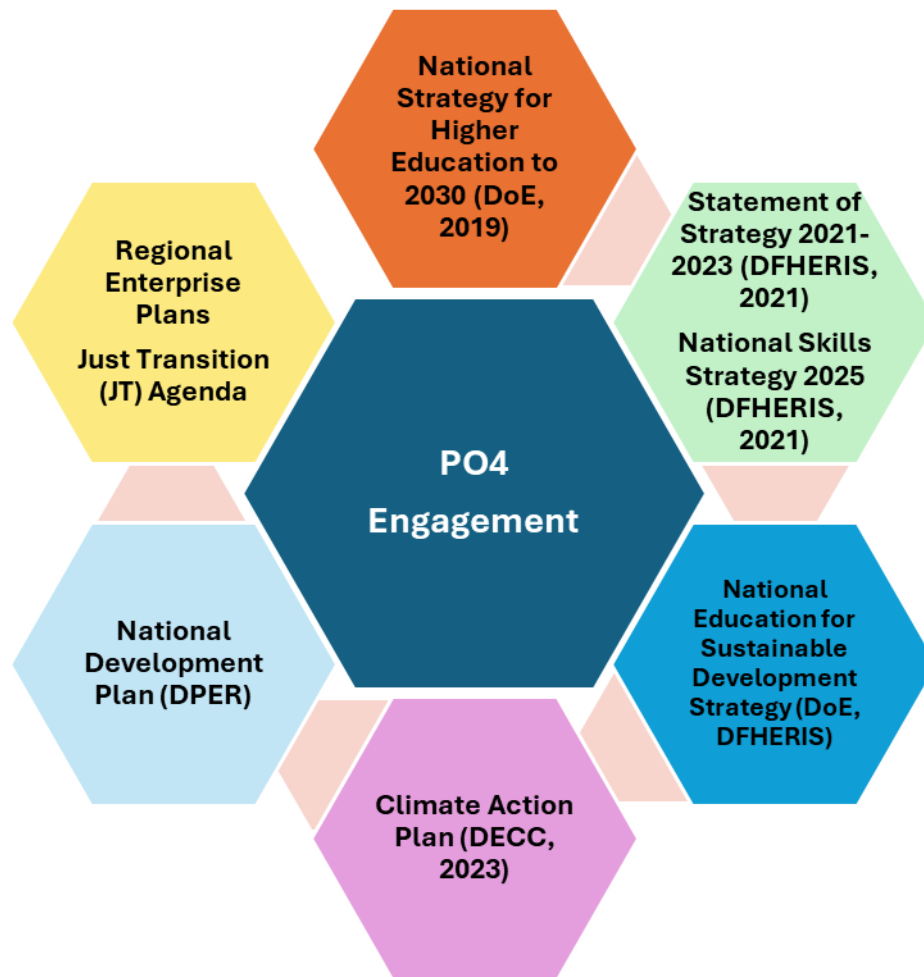 National
Strategy for
Higher
Education to
2030 (DoE,
2019)
Statement of
Strategy 2021-
2023 (DFHERIS,
2021)
National Skills
Strategy 2025
(DFHERIS,
2021)
Regional
Enterprise
Plans
Just Transition
(JT) Agenda
PO4
Engagement
National
Education for
Sustainable
Development
Strategy (DoE,
DFHERIS)
National
Development
Plan (DPER)
Climate Action
Plan (DECC,
2023)